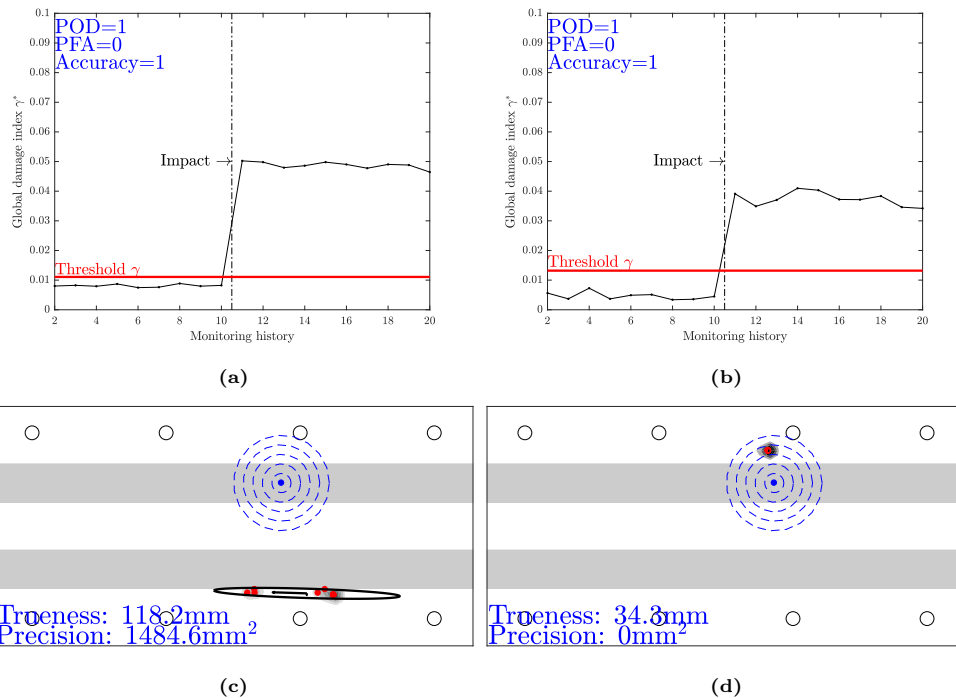 POD=1
PFA=0
Accuracy=1
Global damage index γ*
0.1
0.09
0.08
0.07
0.06
0.05
0.04
0.03
0.02
0.01
0
Impact →
Threshold γ
2 4 6 8 10 12 14 16 18 20
Monitoring history
(a)
POD=1
PFA=0
Accuracy=1
Global damage index γ*
0.1
0.09
0.08
0.07
0.06
0.05
0.04
0.03
0.02
0.01
0
Impact →
Threshold γ
2 4 6 8 10 12 14 16 18 20
Monitoring history
(b)
Trueness: 118.2mm
Precision: 1484.6mm²
(c)
Trueness: 34.3mm
Precision: 0mm²
(d)